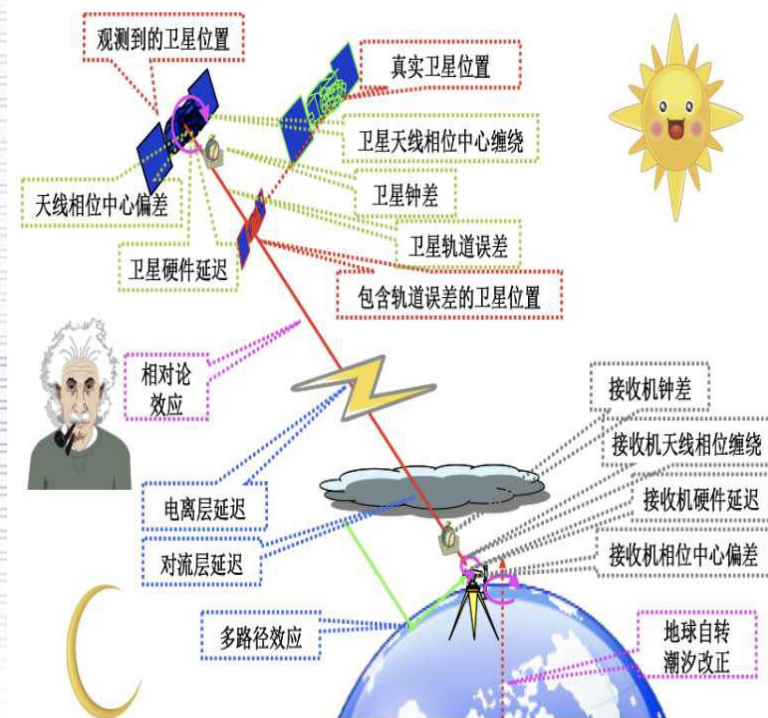 观测到的卫星位置
真实卫星位置
卫星天线相位中心缠绕
天线相位中心偏差
卫星钟差
卫星轨道误差
卫星硬件延迟
包含轨道误差的卫星位置
相对论
效应
接收机钟差
接收机天线相位缠绕
电离层延迟
接收机硬件延迟
对流层延迟
接收机相位中心偏差
多路径效应
地球自转
潮汐改正